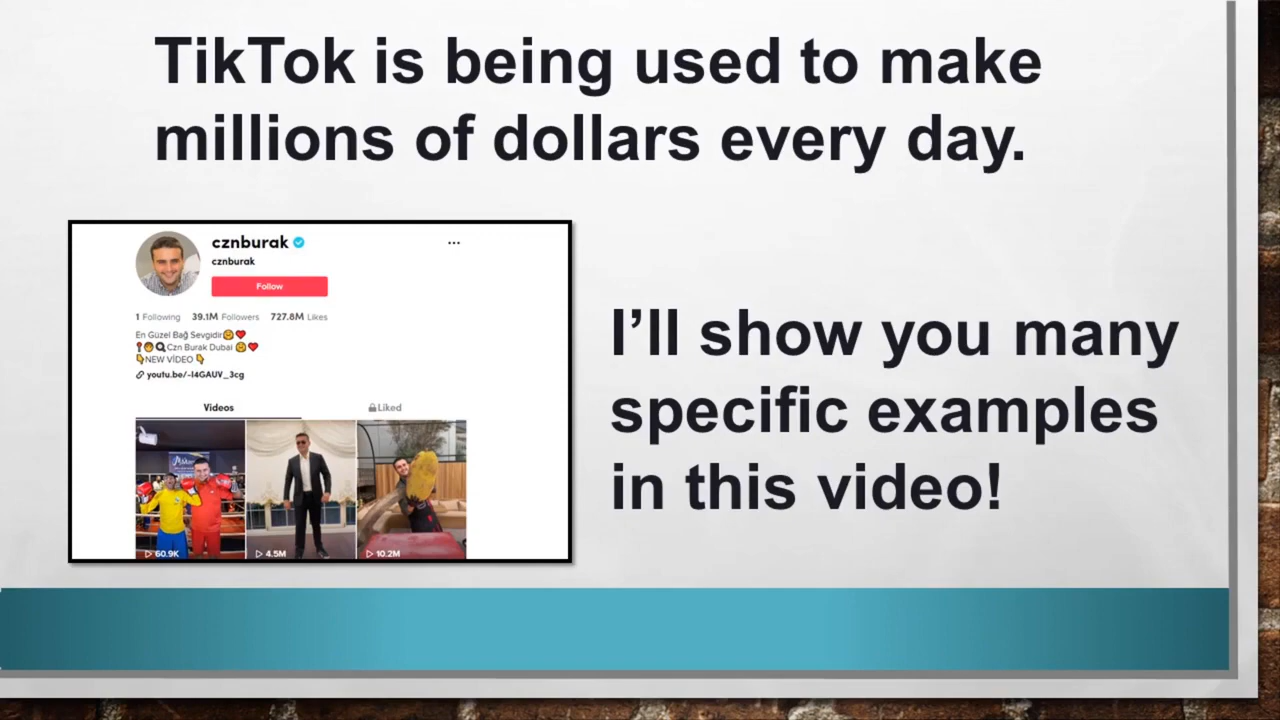 TikTok is being used to make
millions of dollars every day.
cznburak
cznburak
Follow
1 Following 39.1M Followers 727.8M Likes
En Güzel Bağ Sevgidir
Czn Burak Dubai
NEW VİDEO
youtu.be/-I4GAUV_3cg
Videos
Liked
60.9K
4.5M
10.2M
I’ll show you many
specific examples
in this video!